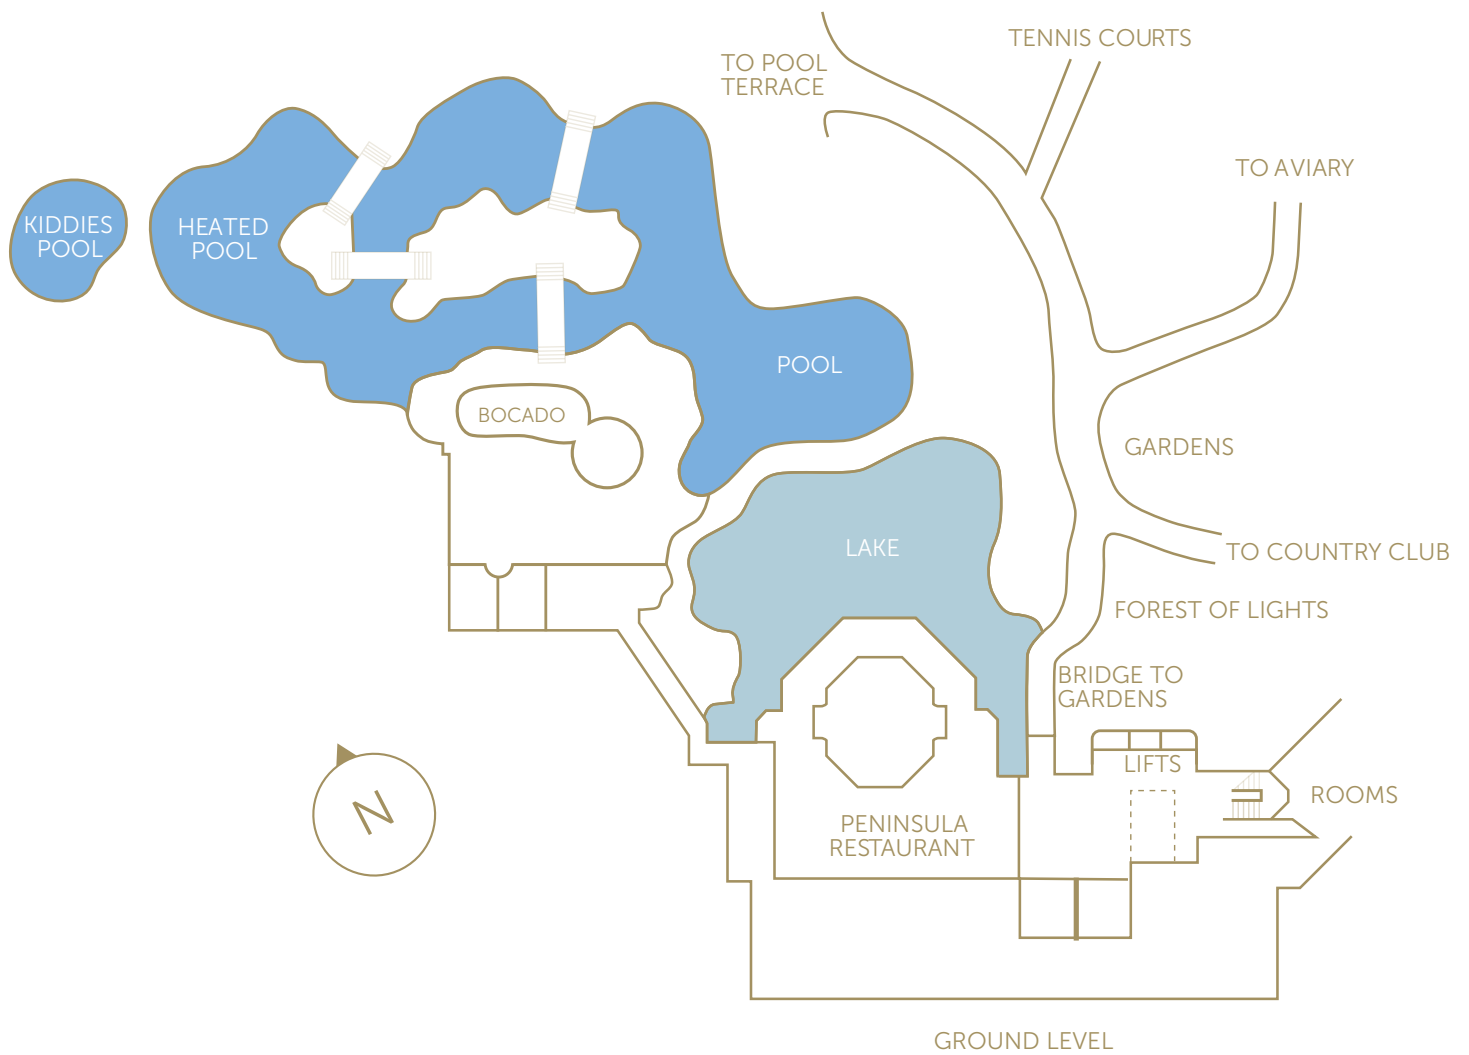 TENNIS COURTS
TO POOL
TERRACE
TO AVIARY
KIDDIES
POOL
HEATED
POOL
POOL
BOCADO
GARDENS
LAKE
TO COUNTRY CLUB
FOREST OF LIGHTS
BRIDGE TO
GARDENS
LIFTS
ROOMS
N
PENINSULA
RESTAURANT
GROUND LEVEL